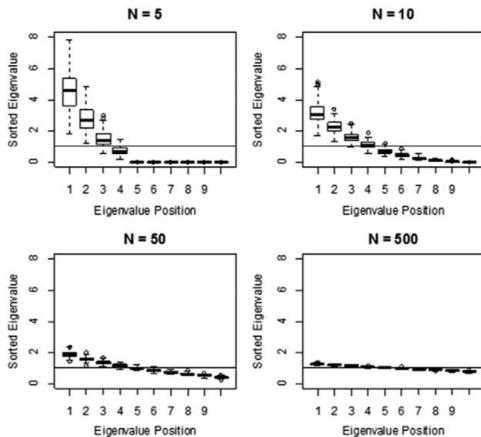 N = 5
Sorted Eigenvalue
8
6
4
2
0
1 2 3 4 5 6 7 8 9
Eigenvalue Position
N = 10
Sorted Eigenvalue
8
6
4
2
0
1 2 3 4 5 6 7 8 9
Eigenvalue Position
N = 50
Sorted Eigenvalue
8
6
4
2
0
1 2 3 4 5 6 7 8 9
Eigenvalue Position
N = 500
Sorted Eigenvalue
8
6
4
2
0
1 2 3 4 5 6 7 8 9
Eigenvalue Position